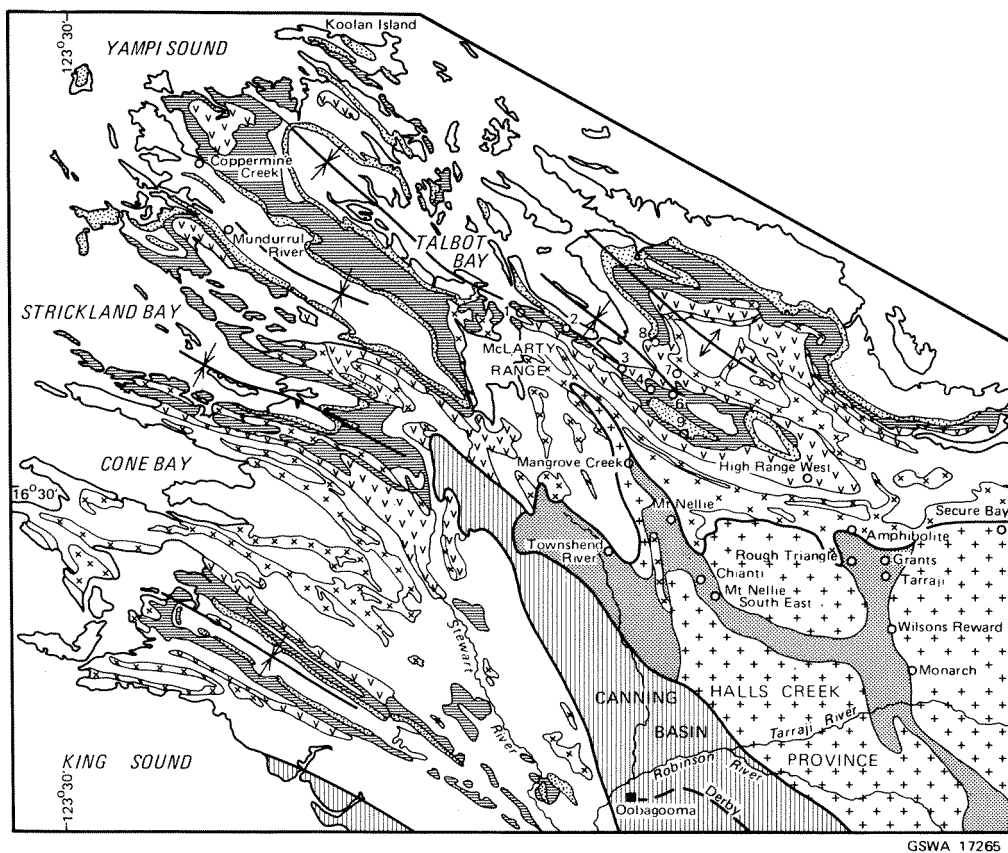 Koolan Island
YAMPI SOUND
123°30'
Coppermine
Creek
Mundurrul
River
TALBOT
BAY
STRICKLAND BAY
1
2
McLARTY
RANGE
3
4
5
6
7
8
9
CONE BAY
Mangrove Creek
High Range West
16°30'
Secure Bay
Mt Nellie
Amphibolite
Townshend
River
Rough Triangle
Grants
Tarraji
Chianti
Mt Nellie
South East
Wilsons Reward
Stewart
River
Monarch
CANNING
BASIN
HALLS CREEK
PROVINCE
Tarraji River
KING SOUND
Robinson River
Derby
Oobagooma
123°30'
GSWA 17265